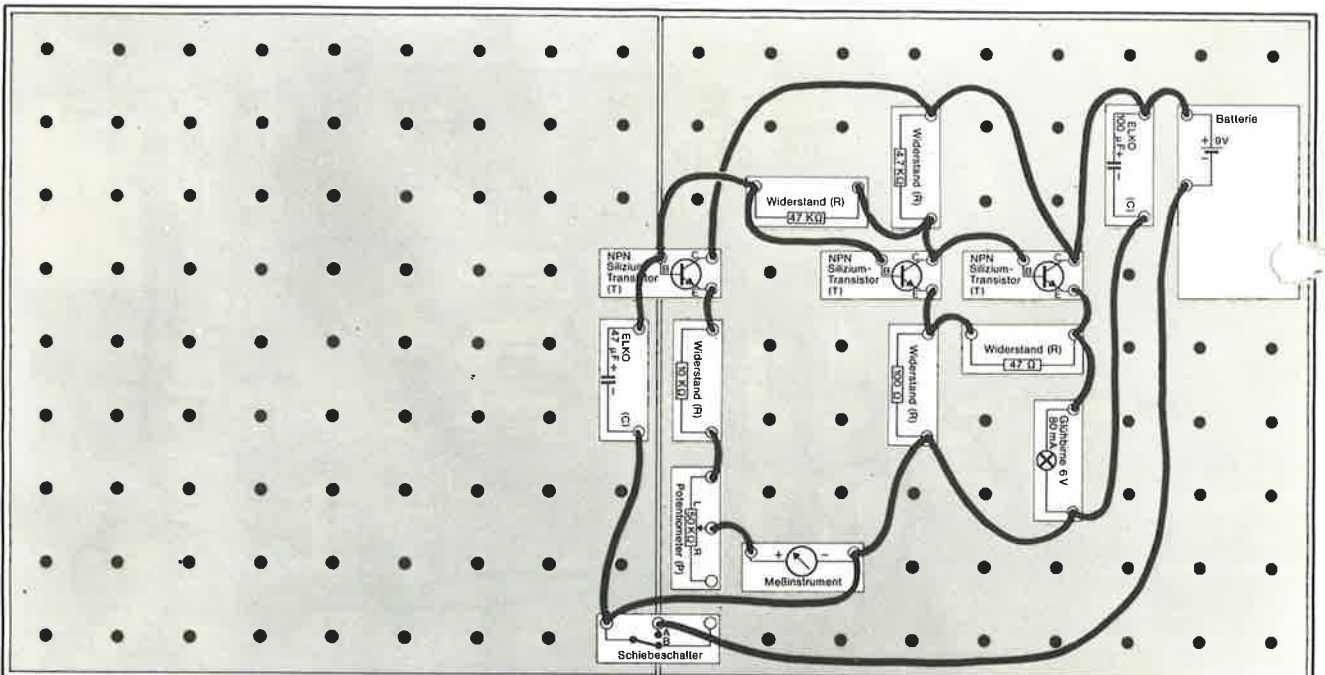 Batterie
+
9V
-
ELKO
100 µF
+
-
(C)
Widerstand (R)
4.7 KΩ
Widerstand (R)
47 KΩ
NPN
Silizium-
Transistor
(T)
B
C
E
NPN
Silizium-
Transistor
(T)
B
C
E
NPN
Silizium-
Transistor
(T)
B
C
E
ELKO
47 µF
+
-
(C)
Widerstand (R)
10 KΩ
Widerstand (R)
100 Ω
Widerstand (R)
47 Ω
Glühbirne 6 V
80 mA
L
50 KΩ
R
Potentiometer (P)
+
-
Meßinstrument
A
B
Schiebeschalter